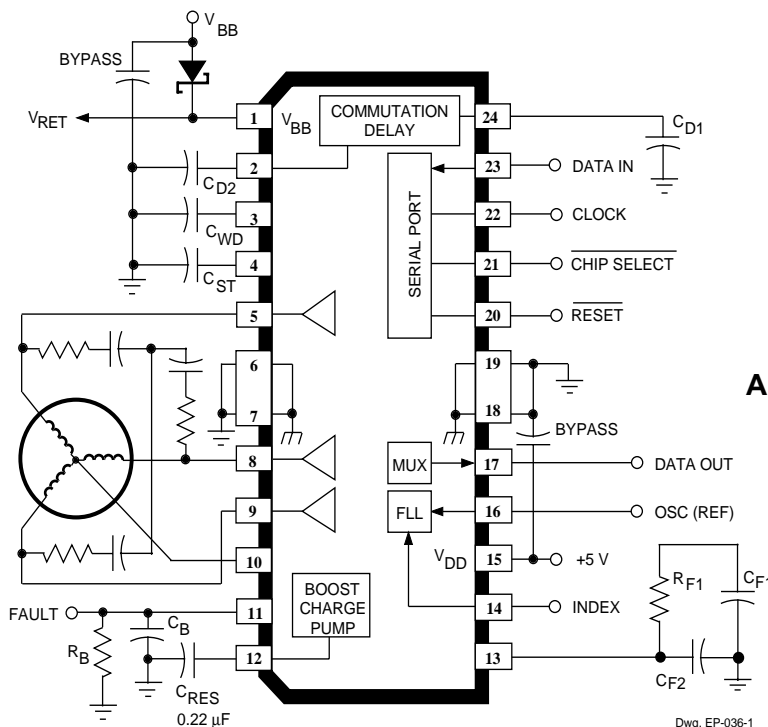 V BB
BYPASS
V RET
1
V BB
COMMUTATION
DELAY
24
C D1
2
C D2
23
DATA IN
3
C WD
SERIAL PORT
22
CLOCK
4
C ST
21
CHIP SELECT
5
20
RESET
6
19
7
18
A
BYPASS
8
MUX
17
DATA OUT
9
FLL
16
OSC (REF)
10
V DD
15
+5 V
FAULT
11
BOOST
CHARGE
PUMP
14
INDEX
R F1
C F1
R B
C B
12
13
C F2
C RES
0.22 µF
Dwg. EP-036-1